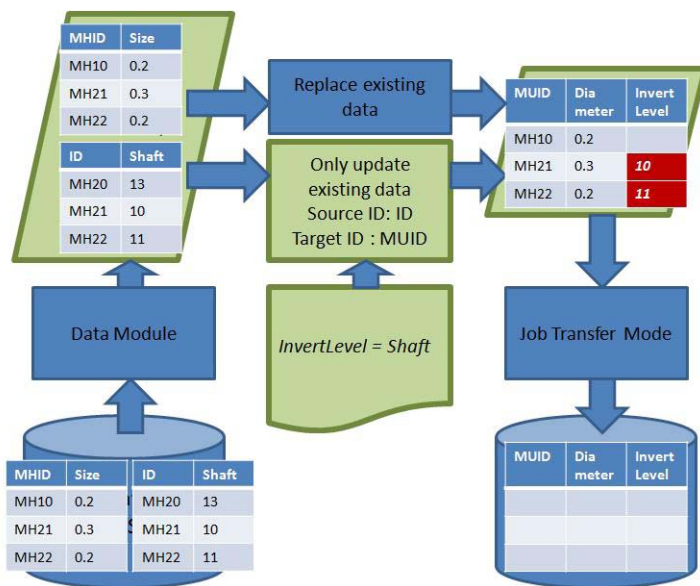 MHID Size
MH10 0.2
MH21 0.3
MH22 0.2
ID Shaft
MH20 13
MH21 10
MH22 11
Replace existing
data
Only update
existing data
Source ID: ID
Target ID : MUID
MUID Dia
meter Invert
Level
MH10 0.2
MH21 0.3 10
MH22 0.2 11
Data Module
InvertLevel = Shaft
Job Transfer Mode
MHID Size
MH10 0.2
MH21 0.3
MH22 0.2
ID Shaft
MH20 13
MH21 10
MH22 11
MUID Dia
meter Invert
Level